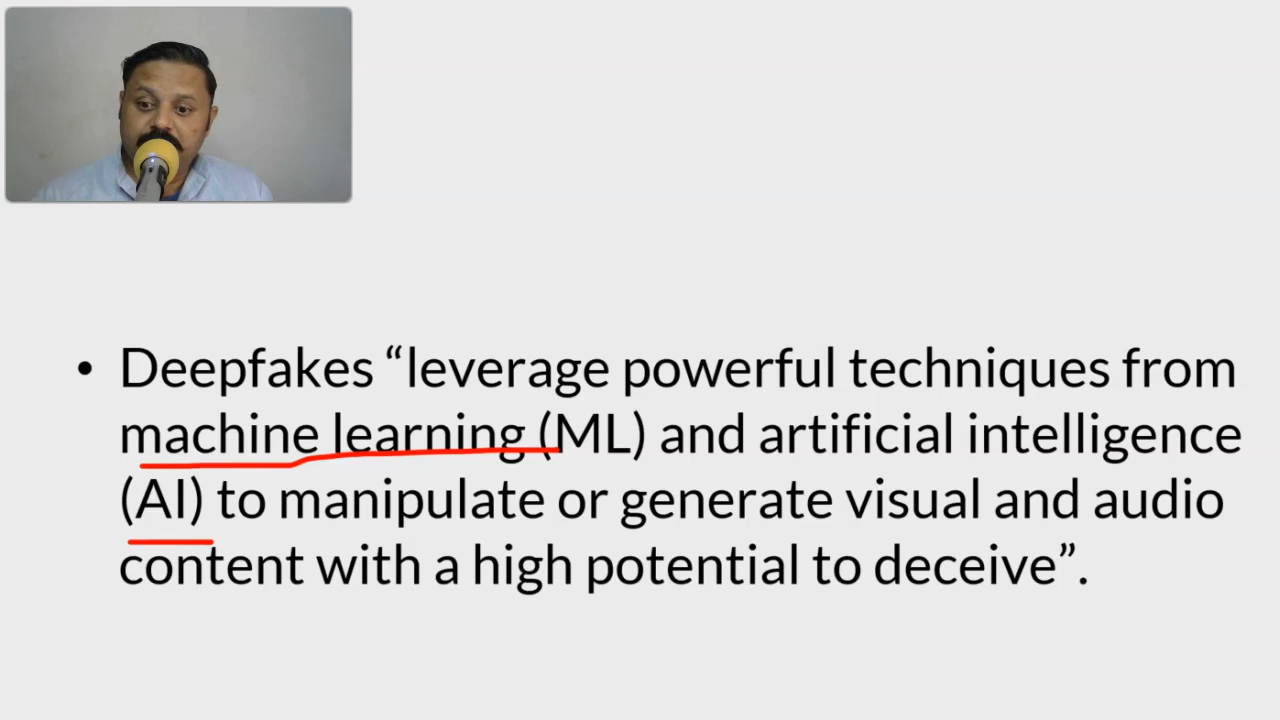 • Deepfakes “leverage powerful techniques from
machine learning (ML) and artificial intelligence
(AI) to manipulate or generate visual and audio
content with a high potential to deceive”.